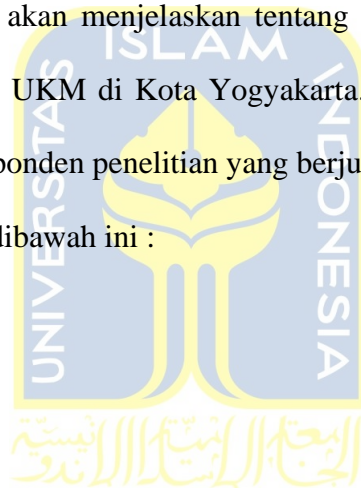 akan menjelaskan tentang
UKM di Kota Yogyakarta.
ponden penelitian yang berju
dibawah ini :
UNIVERSITAS
ISLAM
INDONESIA